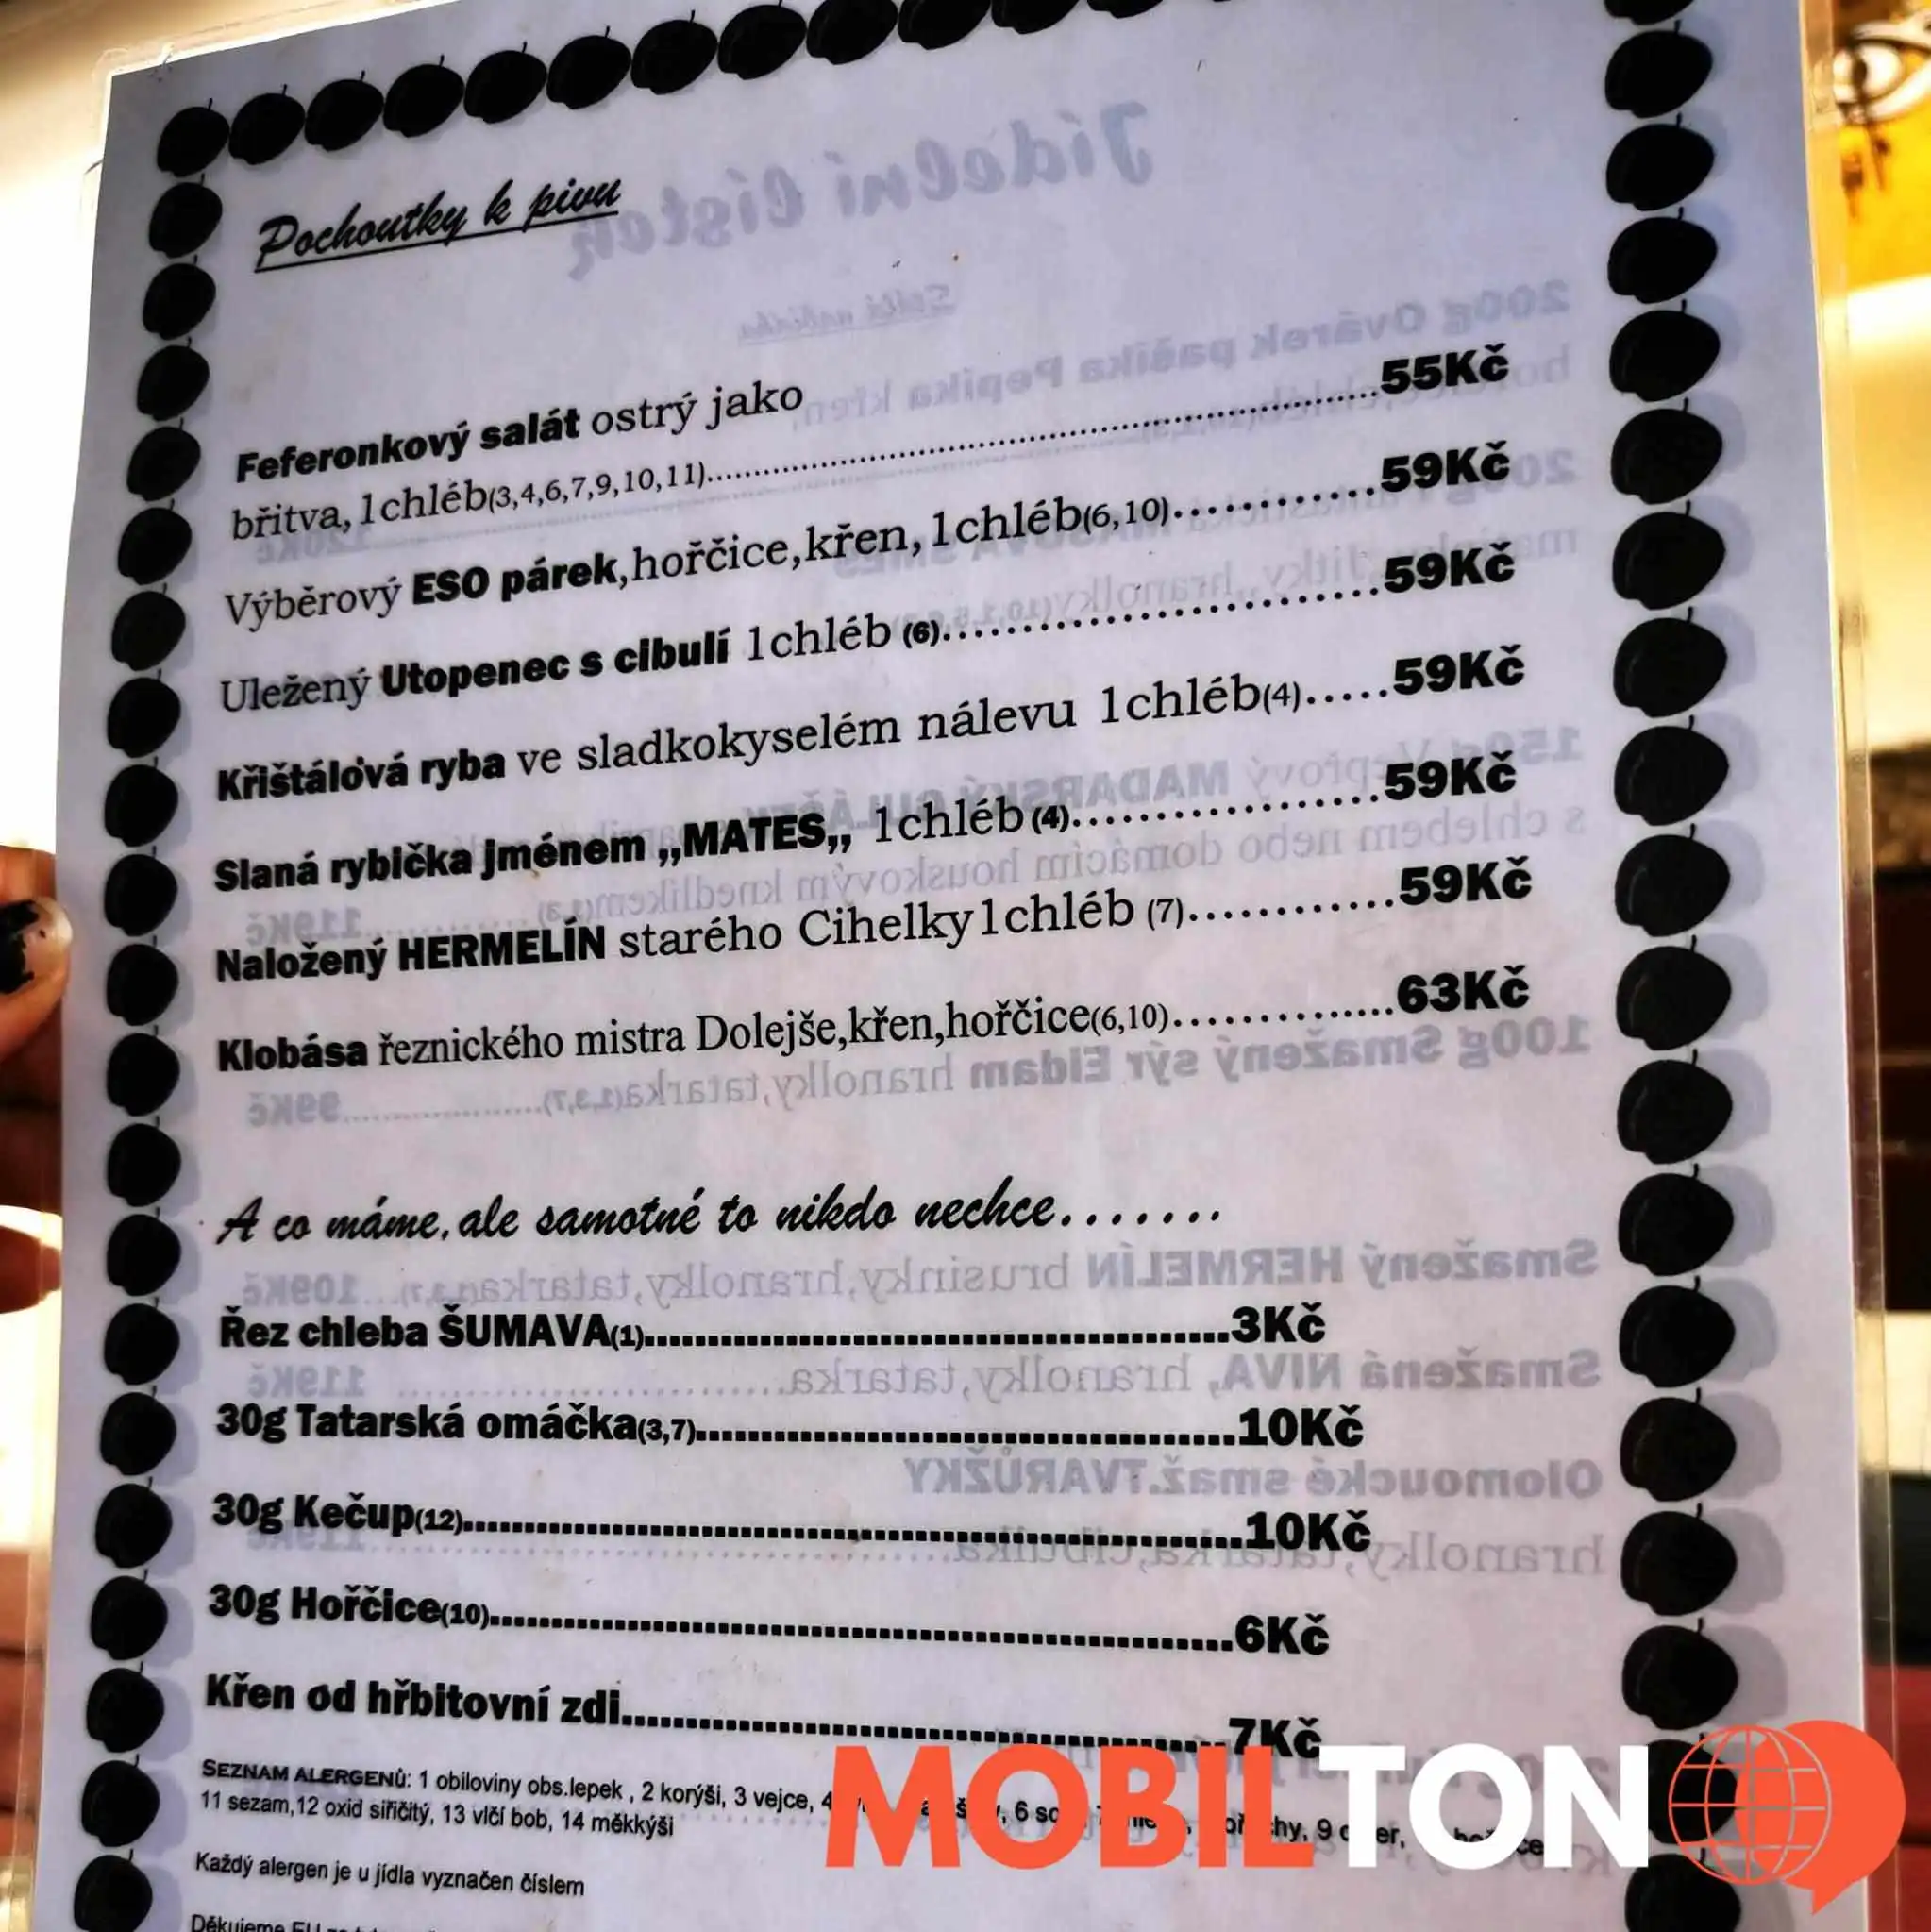 Pochoutky k pivu
Feferonkový salát ostrý jako
břitva, 1chléb(3,4,6,7,9,10,11)..........55Kč
Výběrový ESO párek,hořčice,křen,1chléb(6,10)............59Kč
Uležený Utopenec s cibulí 1chléb (6)..........59Kč
Křištálová ryba ve sladkokyselém nálevu 1chléb(4).....59Kč
Slaná rybička jménem „MATES„ 1chléb (4)..........59Kč
Naložený HERMELÍN starého Cihelky1chléb (7)............59Kč
Klobása řeznického mistra Dolejše,křen,hořčice(6,10)..........63Kč
A co máme,ale samotné to nikdo nechce.......
Řez chleba ŠUMAVA(1)..........3Kč
30g Tatarská omáčka(3,7)..........10Kč
30g Kečup(12)..........10Kč
30g Hořčice(10)..........6Kč
Křen od hřbitovní zdi..........7Kč
SEZNAM ALERGENŮ: 1 obiloviny obs.lepek , 2 korýši, 3 vejce, 4 , 6 , 9
11 sezam,12 oxid siřičitý, 13 vlčí bob, 14 měkkýši
Každý alergen je u jídla vyznačen číslem
Děkujeme EU
MOBILTON